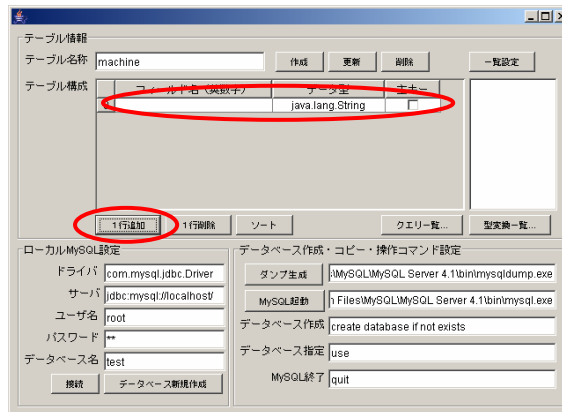 テーブル情報
テーブル名称 machine 作成 更新 削除 一覧設定
テーブル構成 フィールド名（英数字） データ型 主キー
java.lang.String
1行追加 1行削除 ソート クエリー覧... 型変換一覧...
ローカルMySQL設定
ドライバ com.mysql.jdbc.Driver
サーバ jdbc:mysql://localhost/
ユーザ名 root
パスワード **
データベース名 test
接続 データベース新規作成
データベース作成・コピー・操作コマンド設定
ダンプ生成 :\MySQL\MySQL Server 4.1\bin\mysqldump.exe
MySQL起動 Files\MySQL\MySQL Server 4.1\bin\mysql.exe
データベース作成 create database if not exists
データベース指定 use
MySQL終了 quit